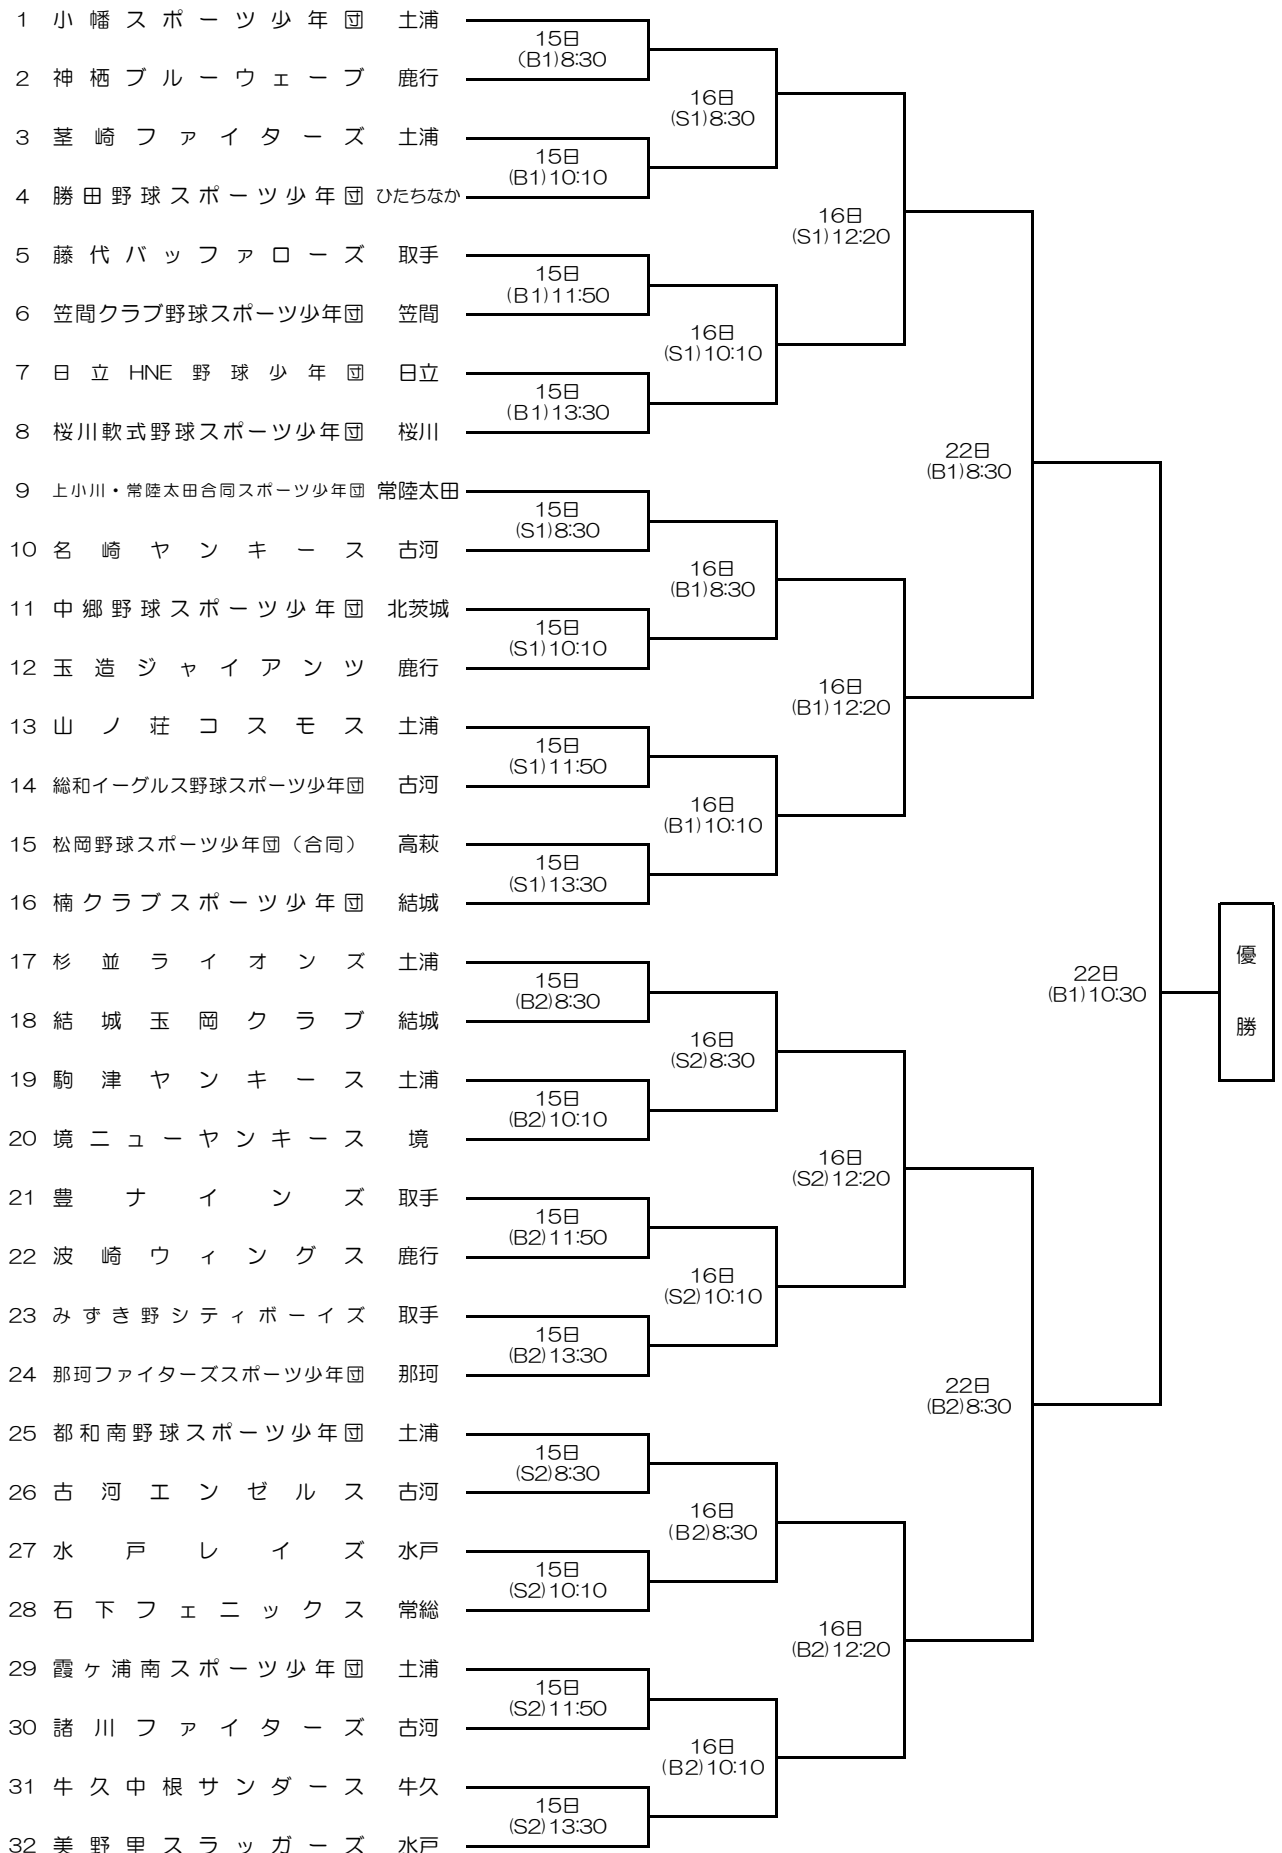 1 小幡スポーツ少年団 土浦
15日
(B1)8:30
2 神栖ブルーウェーブ 鹿行
16日
(S1)8:30
3 茎崎ファイターズ 土浦
15日
(B1)10:10
4 勝田野球スポーツ少年団 ひたちなか
16日
(S1)12:20
5 藤代バッファローズ 取手
15日
(B1)11:50
6 笠間クラブ野球スポーツ少年団 笠間
16日
(S1)10:10
7 日立HNE野球少年団 日立
15日
(B1)13:30
8 桜川軟式野球スポーツ少年団 桜川
22日
(B1)8:30
9 上小川・常陸太田合同スポーツ少年団 常陸太田
15日
(S1)8:30
10 名崎ヤンキース 古河
16日
(B1)8:30
11 中郷野球スポーツ少年団 北茨城
15日
(S1)10:10
12 玉造ジャイアンツ 鹿行
16日
(B1)12:20
13 山ノ荘コスモス 土浦
15日
(S1)11:50
14 総和イーグルス野球スポーツ少年団 古河
16日
(B1)10:10
15 松岡野球スポーツ少年団（合同） 高萩
15日
(S1)13:30
16 楠クラブスポーツ少年団 結城
優勝
17 杉並ライオンズ 土浦
15日
(B2)8:30
22日
(B1)10:30
18 結城玉岡クラブ 結城
16日
(S2)8:30
19 駒津ヤンキース 土浦
15日
(B2)10:10
20 境ニューヤンキース 境
16日
(S2)12:20
21 豊ナインズ 取手
15日
(B2)11:50
22 波崎ウィングス 鹿行
16日
(S2)10:10
23 みずき野シティボーイズ 取手
15日
(B2)13:30
24 那珂ファイターズスポーツ少年団 那珂
22日
(B2)8:30
25 都和南野球スポーツ少年団 土浦
15日
(S2)8:30
26 古河エンゼルス 古河
16日
(B2)8:30
27 水戸レイズ 水戸
15日
(S2)10:10
28 石下フェニックス 常総
16日
(B2)12:20
29 霞ヶ浦南スポーツ少年団 土浦
15日
(S2)11:50
30 諸川ファイターズ 古河
16日
(B2)10:10
31 牛久中根サンダース 牛久
15日
(S2)13:30
32 美野里スラッガーズ 水戸